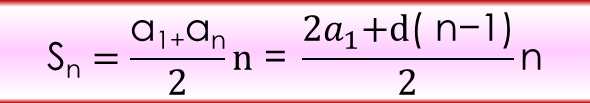 Sₙ = (a₁+aₙ)/2 n = (2a₁+d( n−1))/2 n